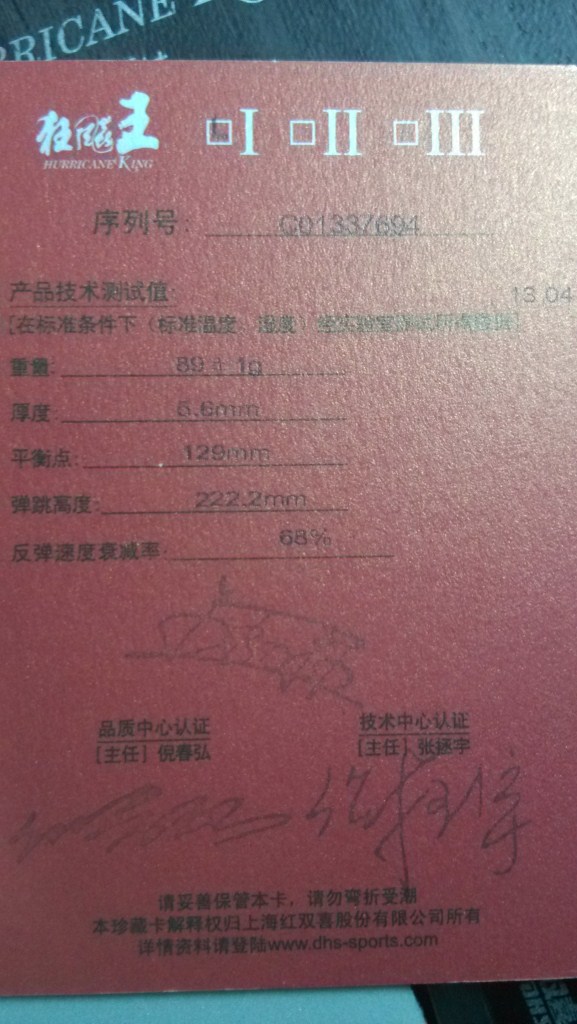 狂飚王 I II III
HURRICANE KING
序列号: C01337694
产品技术测试值: 13.04
[在标准条件下（标准温度、湿度）
重量: 89 ± 1g
厚度: 5.6mm
平衡点: 129mm
弹跳高度: 222.2mm
反弹速度衰减率: 68%
品质中心认证 技术中心认证
[主任] 倪春弘 [主任] 张拯宇
请妥善保管本卡，请勿弯折受潮
本珍藏卡解释权归上海红双喜股份有限公司所有
详情资料请登陆www.dhs-sports.com